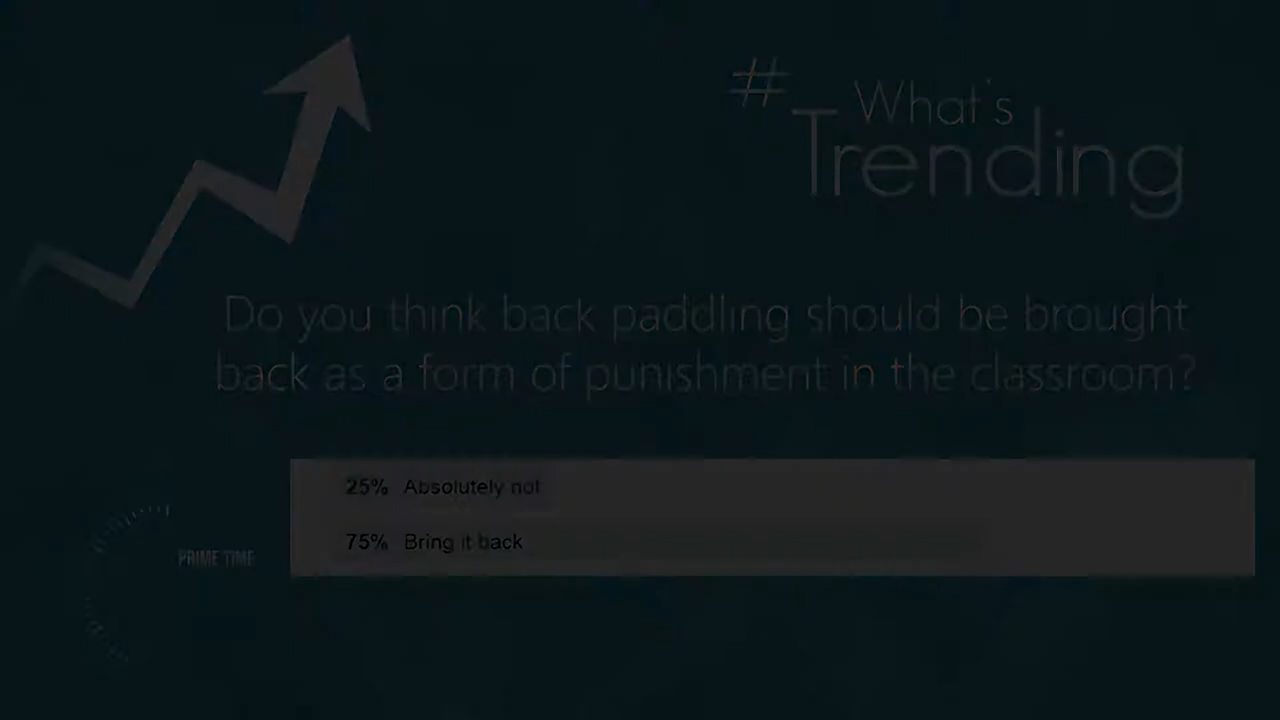 #
What's
Trending
Do you think back paddling should be brought
back as a form of punishment in the classroom?
25% Absolutely not
75% Bring it back
PRIME TIME